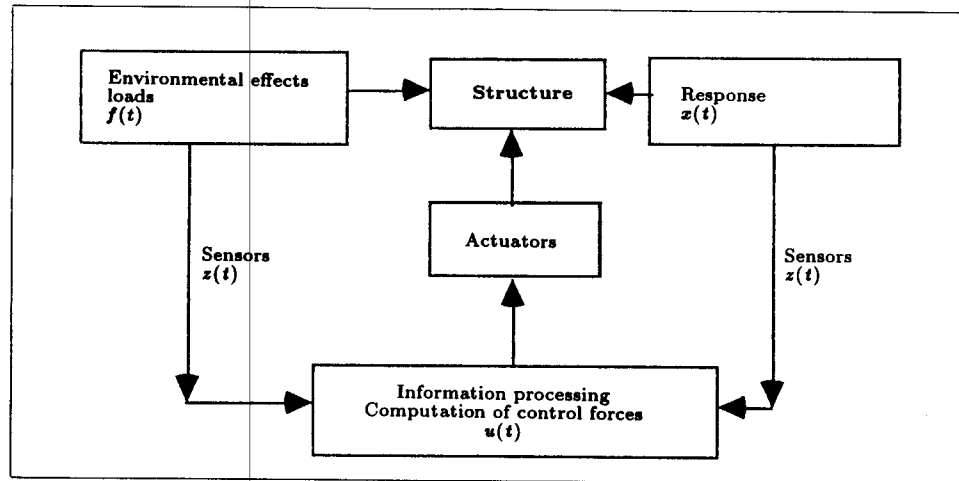 Environmental effects
loads
f(t)
Structure
Response
x(t)
Actuators
Sensors
z(t)
Sensors
z(t)
Information processing
Computation of control forces
u(t)